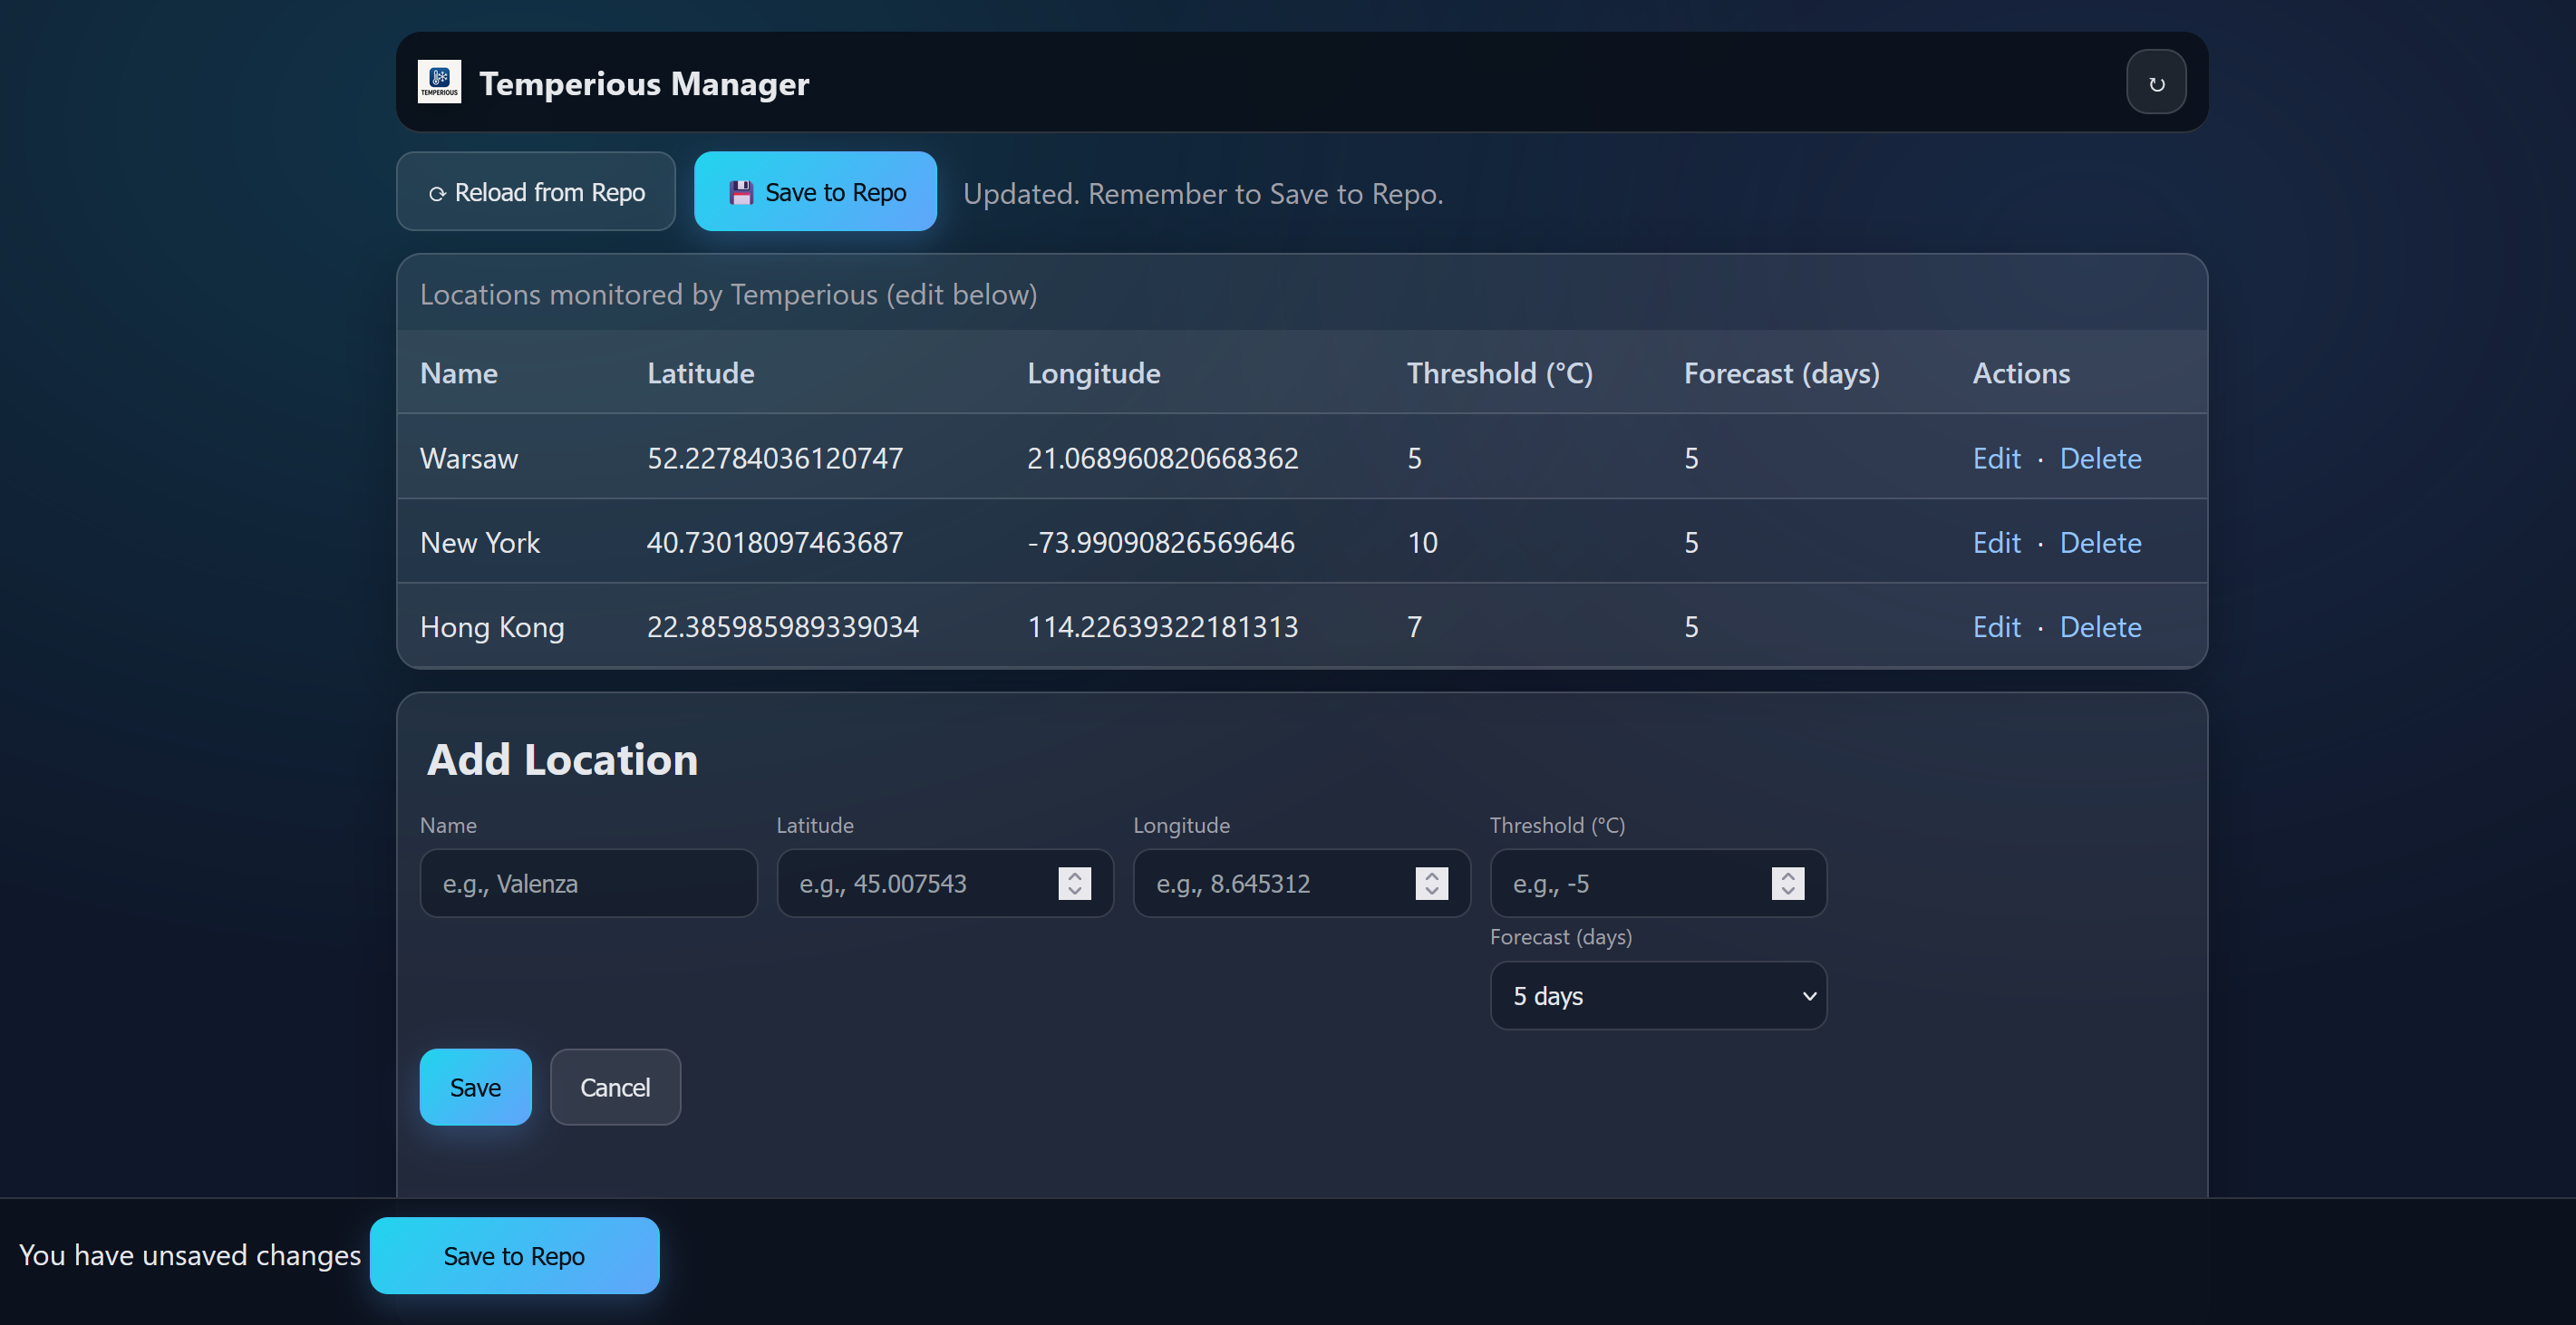 TEMPERIOUS
Temperious Manager
↻
⟳ Reload from Repo
💾 Save to Repo
Updated. Remember to Save to Repo.
Locations monitored by Temperious (edit below)
Name Latitude Longitude Threshold (°C) Forecast (days) Actions
Warsaw 52.22784036120747 21.068960820668362 5 5 Edit · Delete
New York 40.73018097463687 -73.99090826569646 10 5 Edit · Delete
Hong Kong 22.385985989339034 114.22639322181313 7 5 Edit · Delete
Add Location
Name Latitude Longitude Threshold (°C)
e.g., Valenza e.g., 45.007543 e.g., 8.645312 e.g., -5
Forecast (days)
5 days
Save Cancel
You have unsaved changes Save to Repo